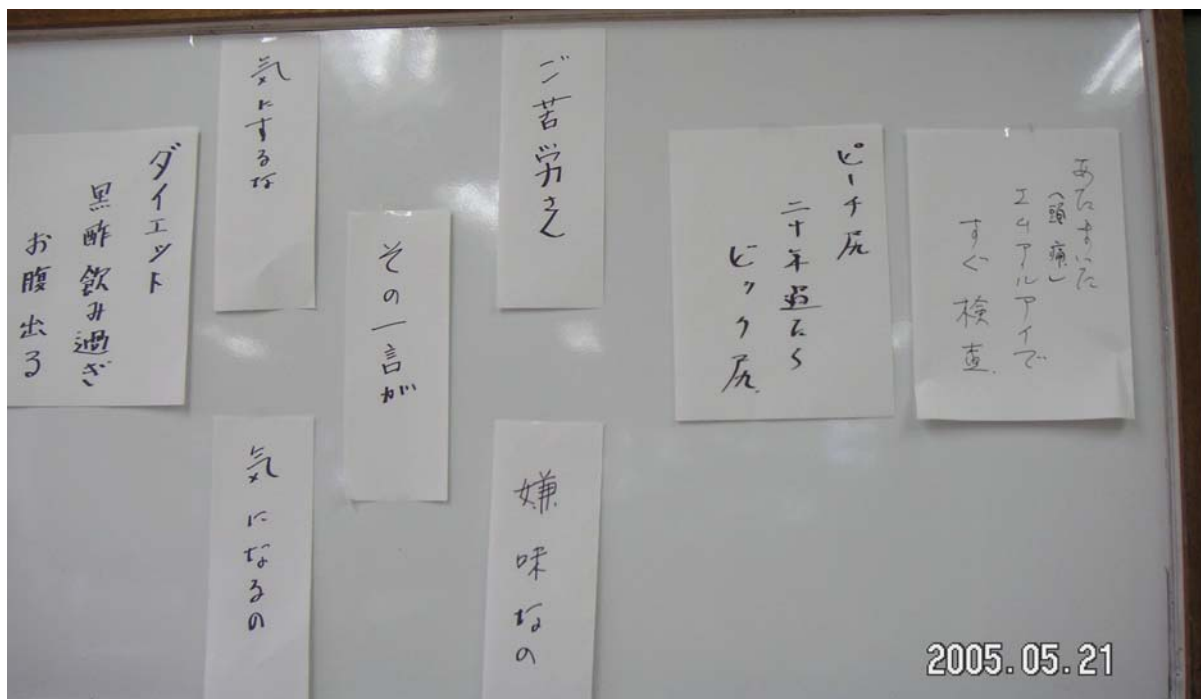 あたまいた
(頭痛)
エムアルアイで
すぐ検査
ピーチ尻
二十年過たら
ビック尻
ご苦労さん
嫌味なの
その一言が
気にするな
気になるの
ダイエット
黒酢飲み過ぎ
お腹出る
2005.05.21